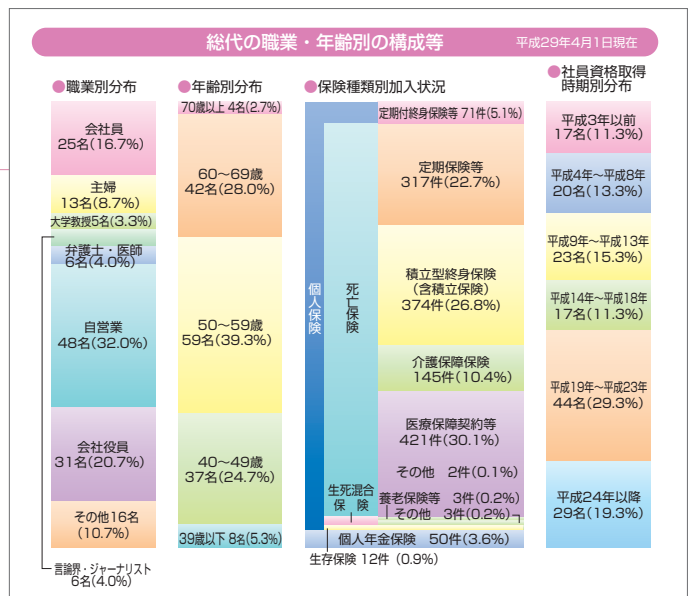 総代の職業・年齢別の構成等
平成29年4月1日現在
●職業別分布
会社員
25名(16.7%)
主婦
13名(8.7%)
大学教授5名(3.3%)
弁護士・医師
6名(4.0%)
自営業
48名(32.0%)
会社役員
31名(20.7%)
その他16名
(10.7%)
言論界・ジャーナリスト
6名(4.0%)
●年齢別分布
70歳以上 4名(2.7%)
60～69歳
42名(28.0%)
50～59歳
59名(39.3%)
40～49歳
37名(24.7%)
39歳以下 8名(5.3%)
●保険種類別加入状況
個人保険
死亡保険
定期付終身保険等 71件(5.1%)
定期保険等
317件(22.7%)
積立型終身保険
(含積立保険)
374件(26.8%)
介護保障保険
145件(10.4%)
医療保障契約等
421件(30.1%)
その他 2件(0.1%)
生死混合
保 険
養老保険等 3件(0.2%)
その他 3件(0.2%)
個人年金保険 50件(3.6%)
生存保険 12件 (0.9%)
●社員資格取得
時期別分布
平成3年以前
17名(11.3%)
平成4年～平成8年
20名(13.3%)
平成9年～平成13年
23名(15.3%)
平成14年～平成18年
17名(11.3%)
平成19年～平成23年
44名(29.3%)
平成24年以降
29名(19.3%)